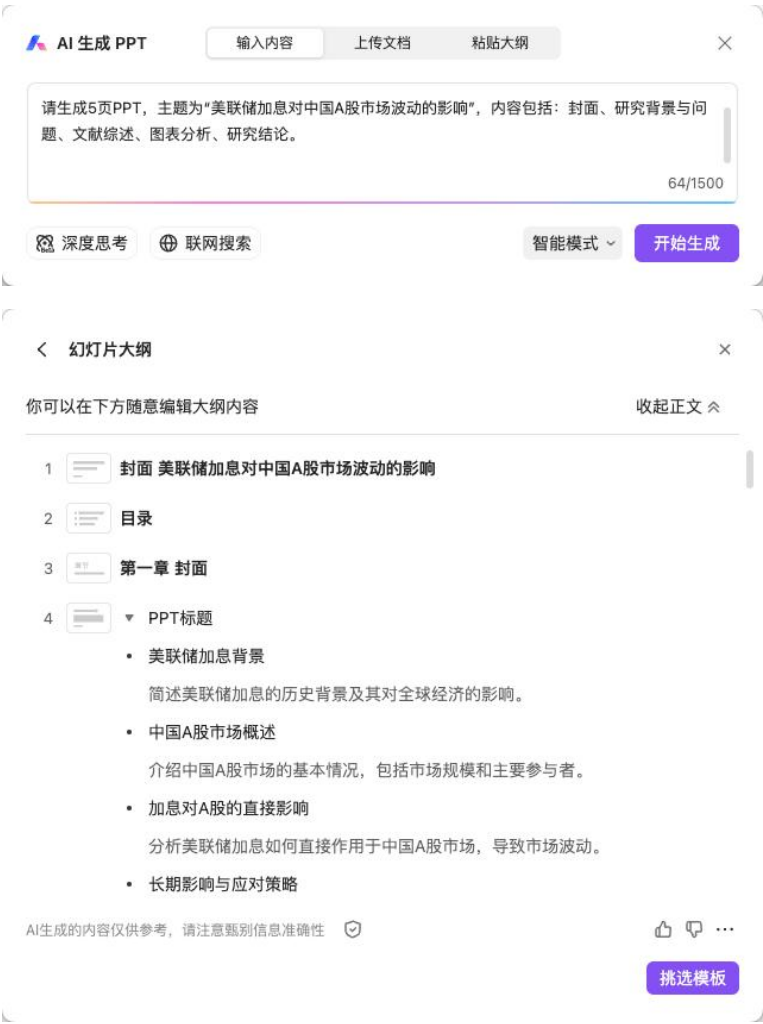 AI 生成 PPT
输入内容
上传文档
粘贴大纲
请生成5页PPT，主题为“美联储加息对中国A股市场波动的影响”，内容包括：封面、研究背景与问
题、文献综述、图表分析、研究结论。
64/1500
深度思考
联网搜索
智能模式
开始生成
幻灯片大纲
你可以在下方随意编辑大纲内容
收起正文
1 封面 美联储加息对中国A股市场波动的影响
2 目录
3 第一章 封面
4 PPT标题
• 美联储加息背景
简述美联储加息的历史背景及其对全球经济的影响。
• 中国A股市场概述
介绍中国A股市场的基本情况，包括市场规模和主要参与者。
• 加息对A股的直接影响
分析美联储加息如何直接作用于中国A股市场，导致市场波动。
• 长期影响与应对策略
AI生成的内容仅供参考，请注意甄别信息准确性
挑选模板